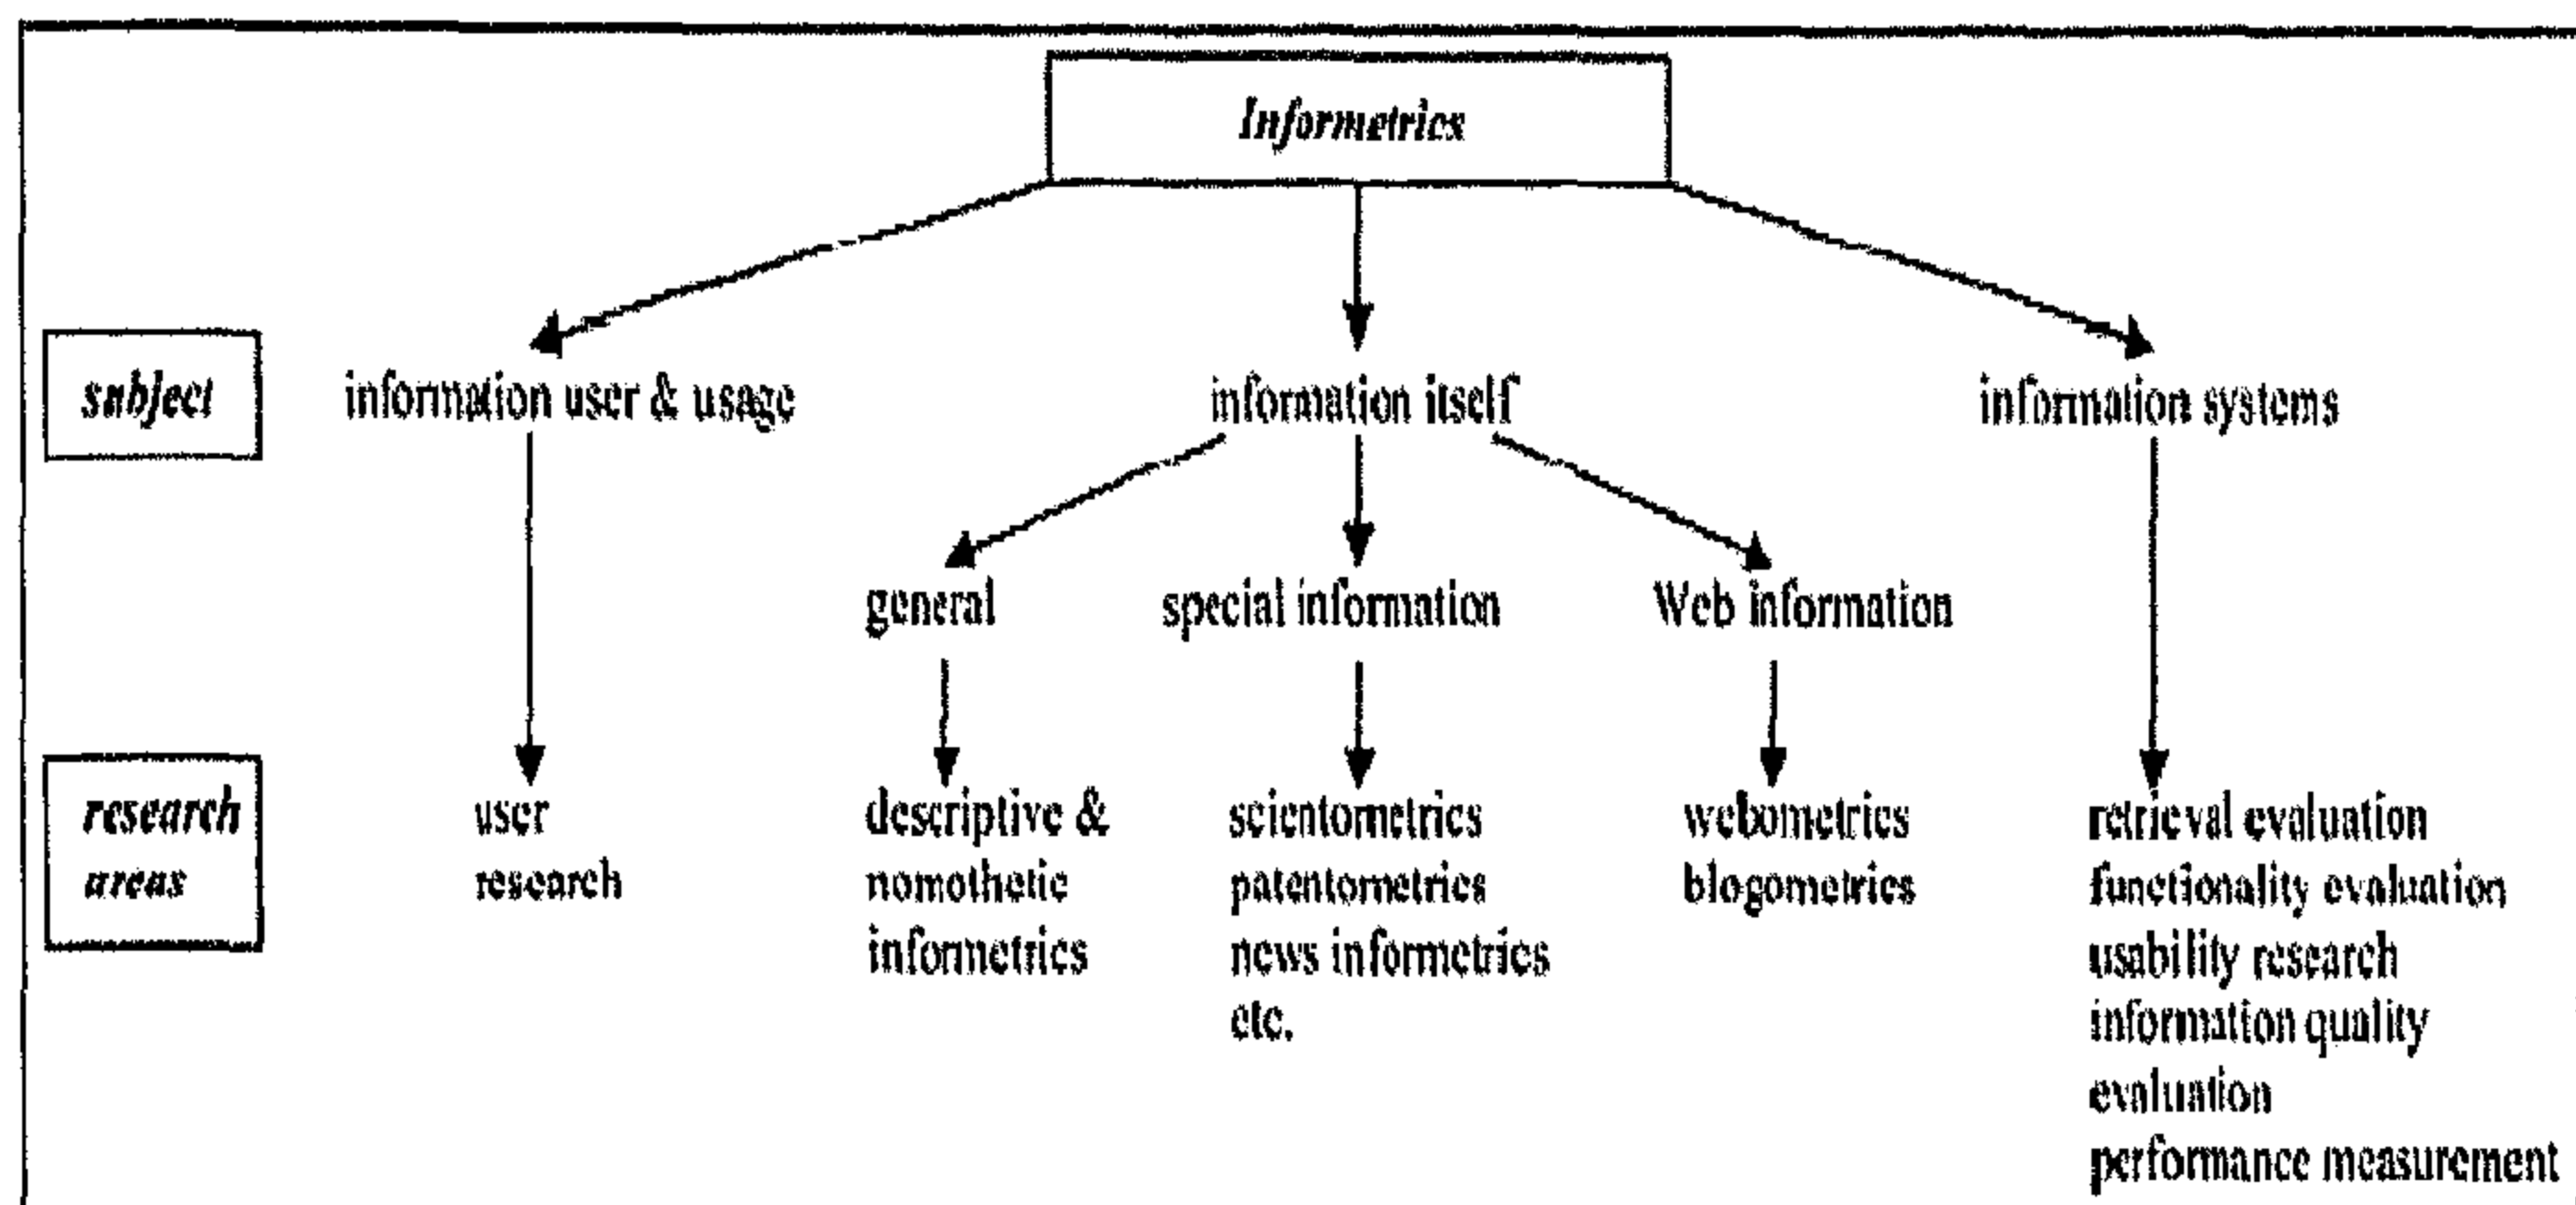 Informetrics
subject
information user & usage
information itself
information systems
general
special information
Web information
research
areas
user
research
descriptive &
nomothetic
informetrics
scientometrics
patentometrics
news informetrics
etc.
webometrics
blogometrics
retrieval evaluation
functionality evaluation
usability research
information quality
evaluation
performance measurement